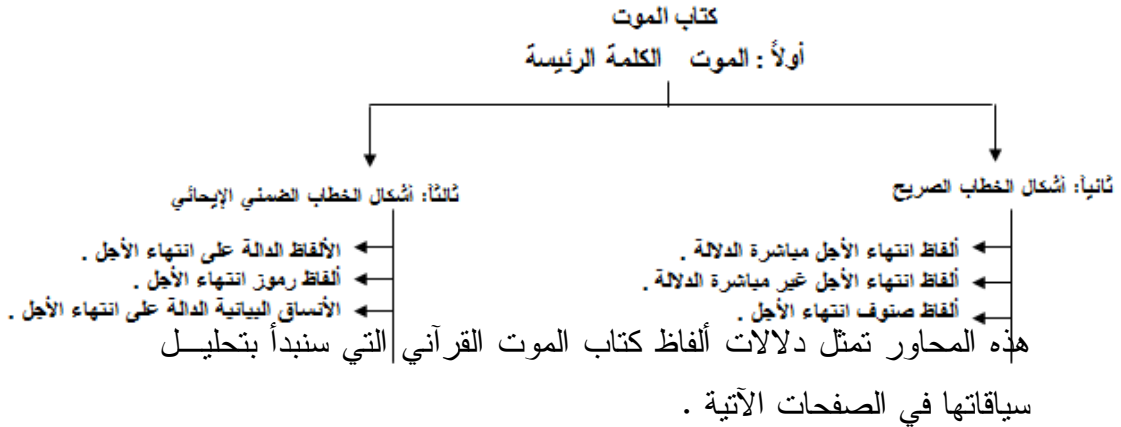 كتاب الموت
أولاً : الموت الكلمة الرئيسة
ثانياً: أشكال الخطاب الصريح
ألفاظ انتهاء الأجل مباشرة الدلالة .
ألفاظ انتهاء الأجل غير مباشرة الدلالة .
ألفاظ صنوف انتهاء الأجل .
ثالثاً: أشكال الخطاب الضمني الإيحائي
الألفاظ الدالة على انتهاء الأجل .
ألفاظ رموز انتهاء الأجل .
الأنساق البيانية الدالة على انتهاء الأجل .
هذه المحاور تمثل دلالات ألفاظ كتاب الموت القرآني التي سنبدأ بتحليـــل
سياقاتها في الصفحات الآتية .